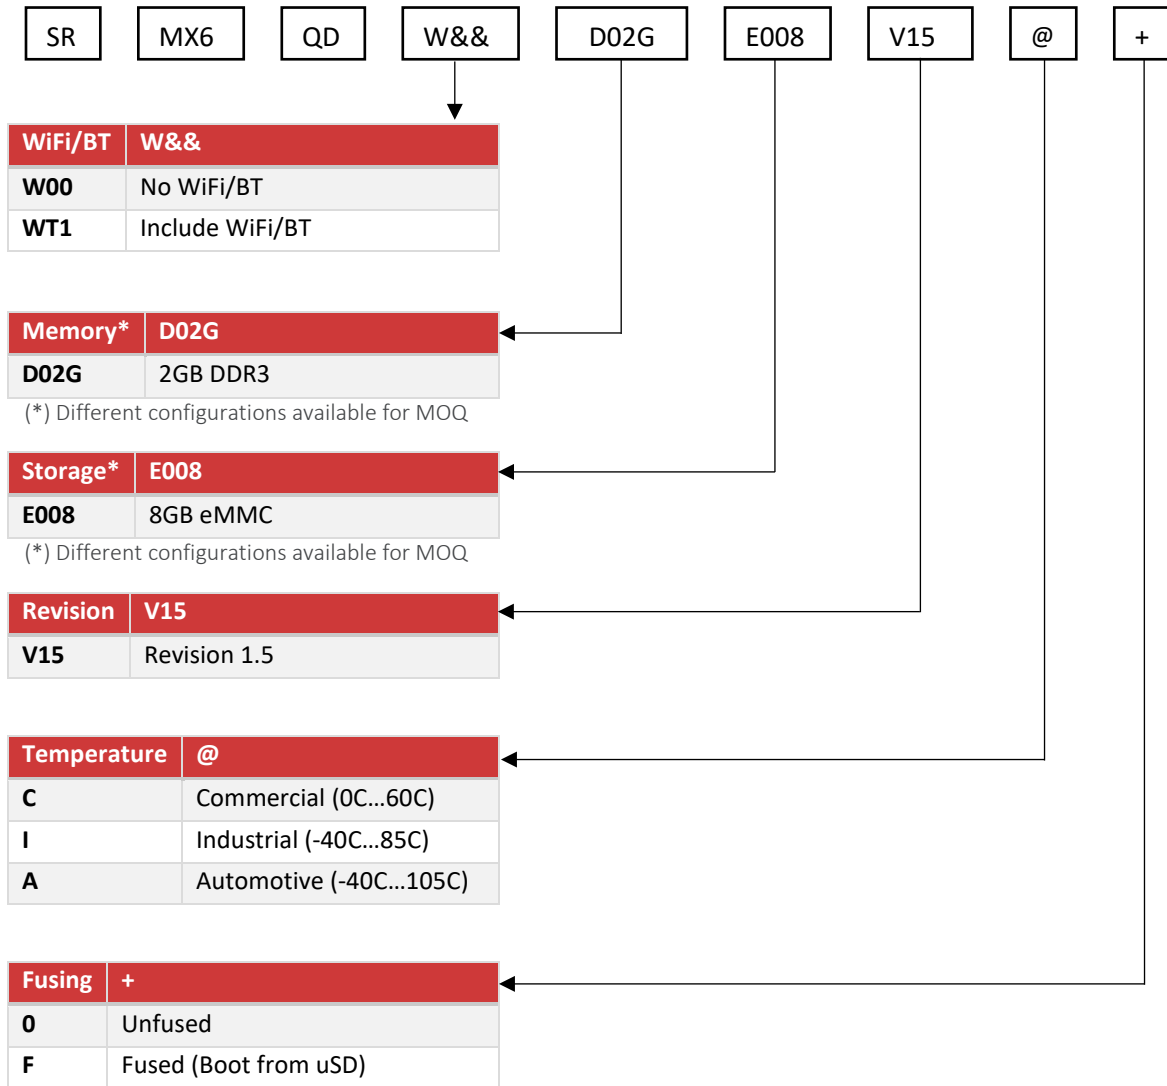 SR MX6 QD W&& D02G E008 V15 @ +
WiFi/BT W&&
W00 No WiFi/BT
WT1 Include WiFi/BT
Memory* D02G
D02G 2GB DDR3
(*) Different configurations available for MOQ
Storage* E008
E008 8GB eMMC
(*) Different configurations available for MOQ
Revision V15
V15 Revision 1.5
Temperature @
C Commercial (0C…60C)
I Industrial (-40C…85C)
A Automotive (-40C…105C)
Fusing +
0 Unfused
F Fused (Boot from uSD)